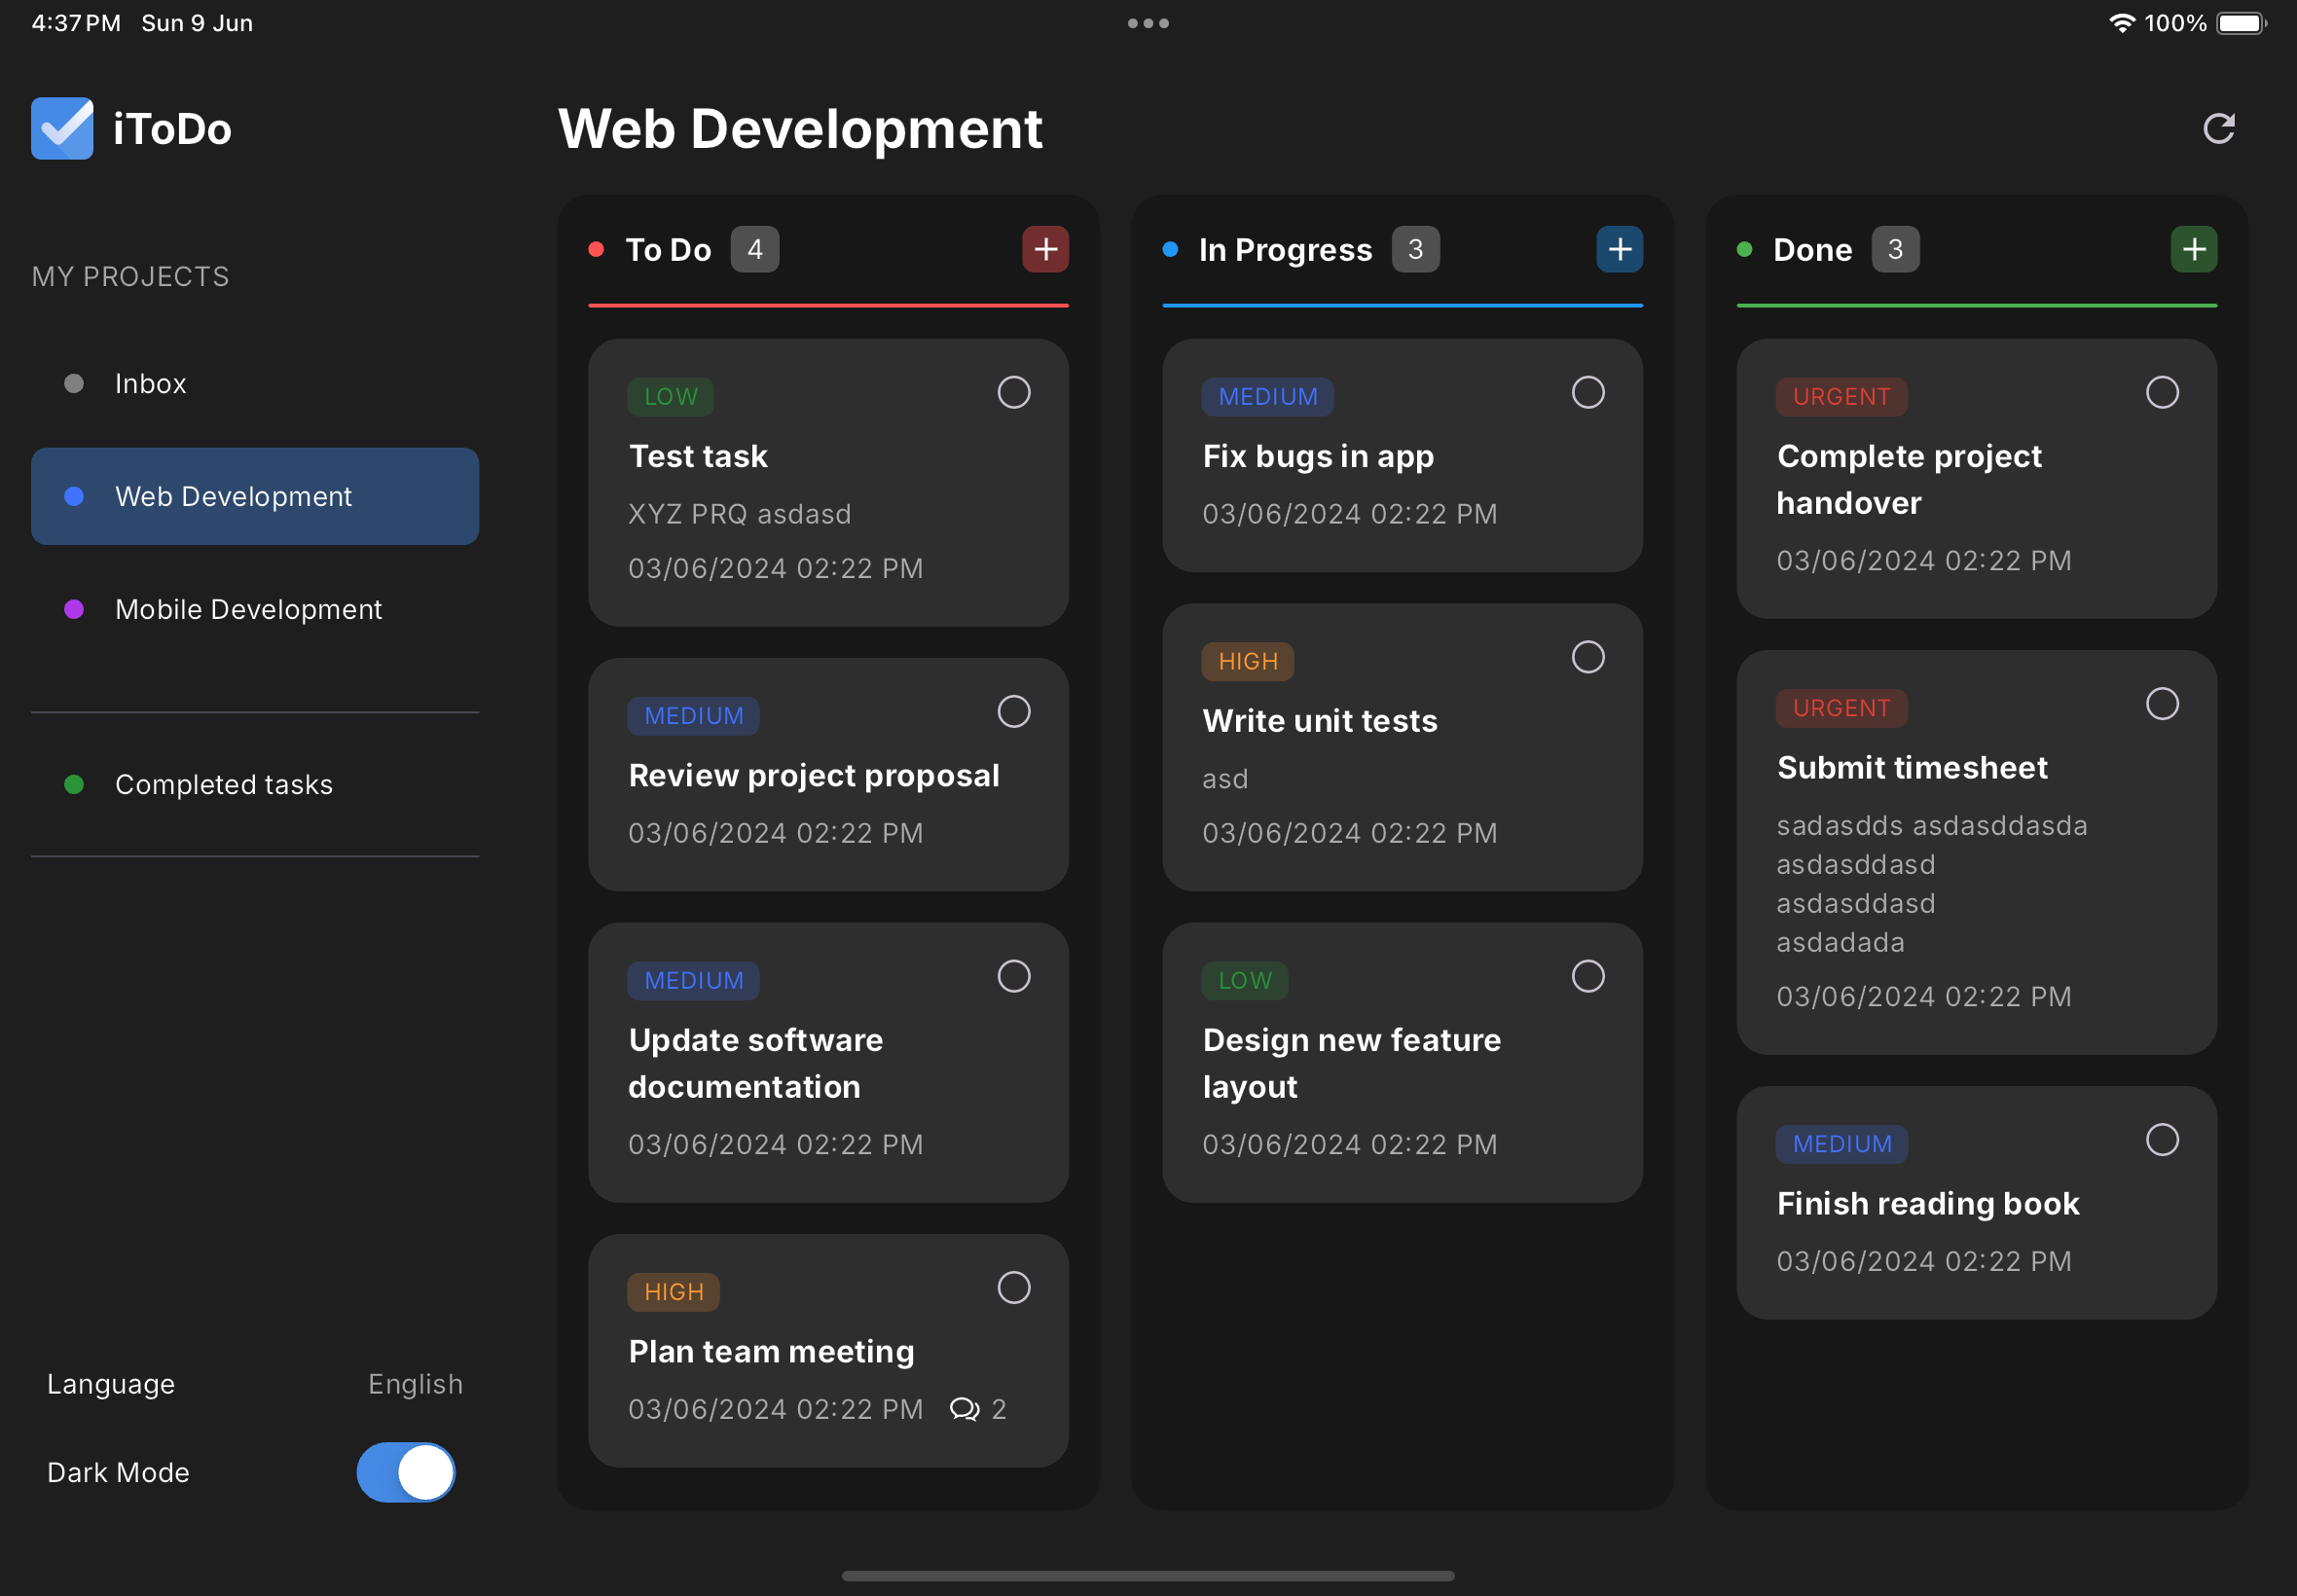 4:37 PM Sun 9 Jun
100%
iToDo
MY PROJECTS
Inbox
Web Development
Mobile Development
Completed tasks
Language English
Dark Mode
Web Development
To Do 4
LOW
Test task
XYZ PRQ asdasd
03/06/2024 02:22 PM
MEDIUM
Review project proposal
03/06/2024 02:22 PM
MEDIUM
Update software
documentation
03/06/2024 02:22 PM
HIGH
Plan team meeting
03/06/2024 02:22 PM 2
In Progress 3
MEDIUM
Fix bugs in app
03/06/2024 02:22 PM
HIGH
Write unit tests
asd
03/06/2024 02:22 PM
LOW
Design new feature
layout
03/06/2024 02:22 PM
Done 3
URGENT
Complete project
handover
03/06/2024 02:22 PM
URGENT
Submit timesheet
sadasdds asdasddasda
asdasddasd
asdasddasd
asdadada
03/06/2024 02:22 PM
MEDIUM
Finish reading book
03/06/2024 02:22 PM